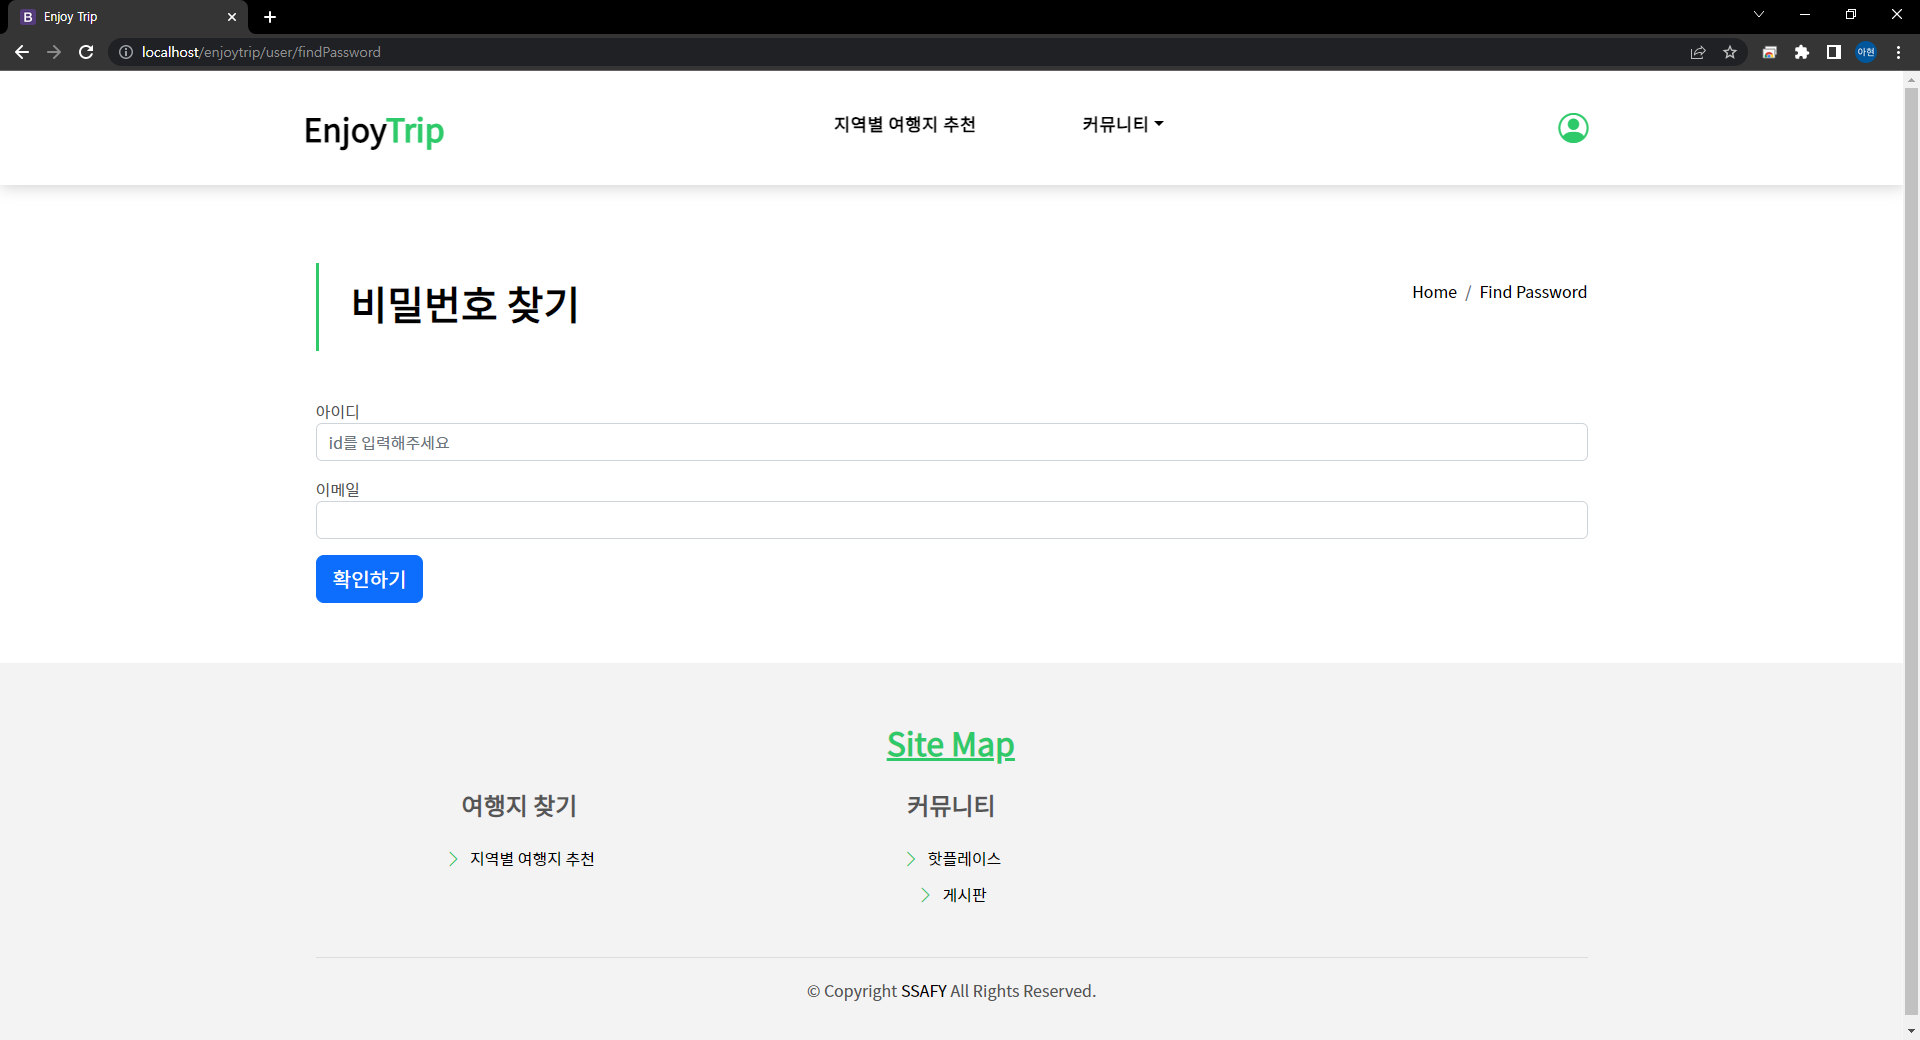 B Enjoy Trip
localhost/enjoytrip/user/findPassword
아현
EnjoyTrip
지역별 여행지 추천
커뮤니티
비밀번호 찾기
Home / Find Password
아이디
id를 입력해주세요
이메일
확인하기
Site Map
여행지 찾기
지역별 여행지 추천
커뮤니티
핫플레이스
게시판
© Copyright SSAFY All Rights Reserved.